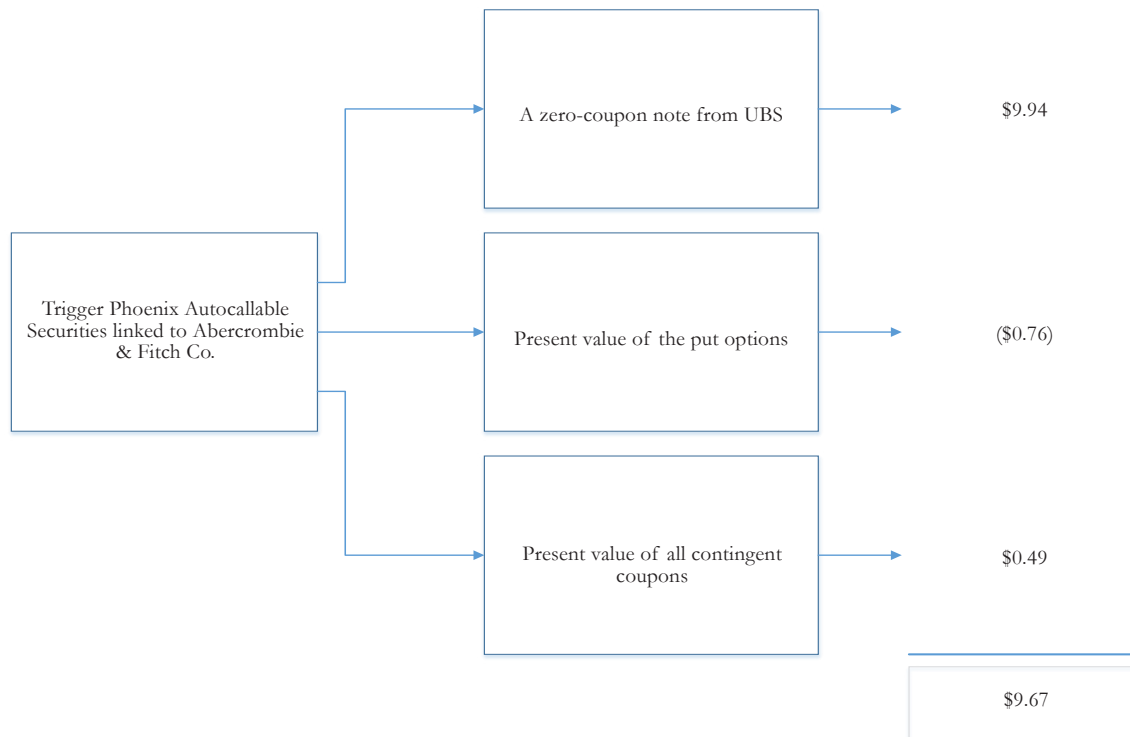 A zero-coupon note from UBS
$9.94
Trigger Phoenix Autocallable
Securities linked to Abercrombie
& Fitch Co.
Present value of the put options
($0.76)
Present value of all contingent
coupons
$0.49
$9.67